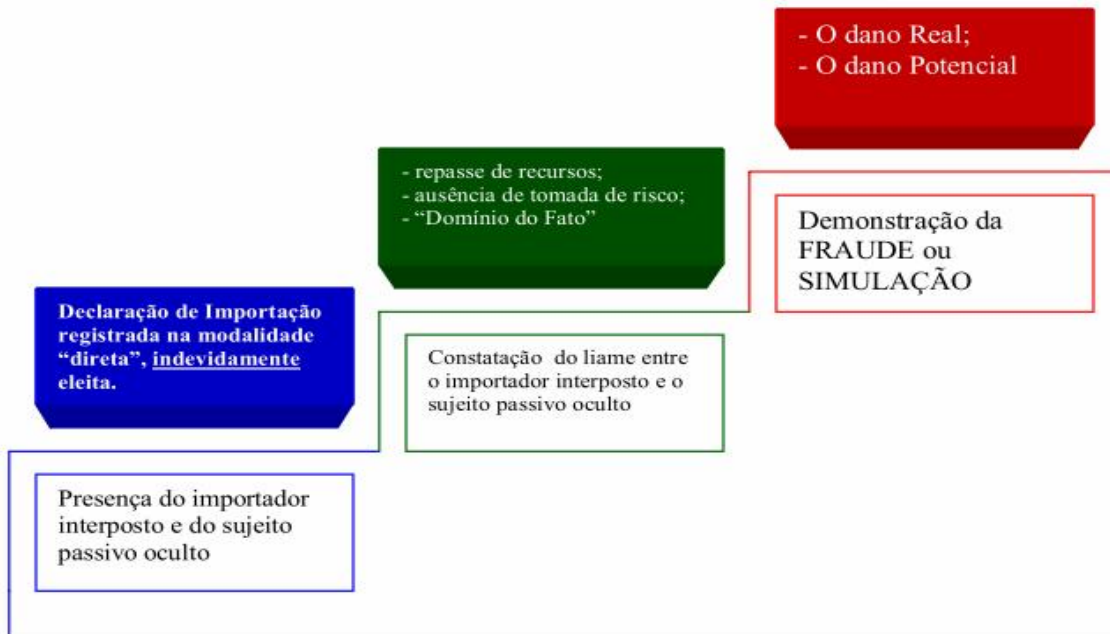 - O dano Real;
- O dano Potencial
- repasse de recursos;
- ausência de tomada de risco;
- “Domínio do Fato”
Demonstração da
FRAUDE ou
SIMULAÇÃO
Declaração de Importação
registrada na modalidade
“direta”, indevidamente
eleita.
Constatação do liame entre
o importador interposto e o
sujeito passivo oculto
Presença do importador
interposto e do sujeito
passivo oculto